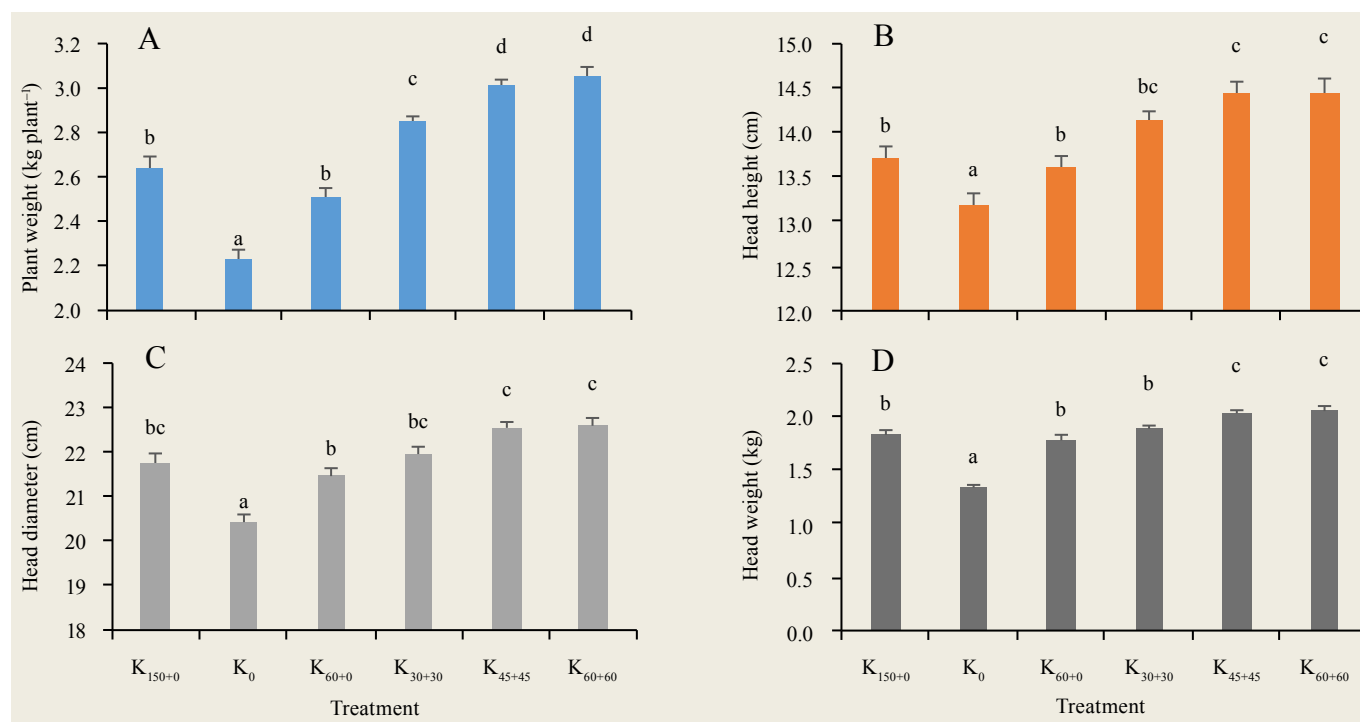 A
Plant weight (kg plant⁻¹)
3.2
3.0
2.8
2.6
2.4
2.2
2.0
b
a
b
c
d
d
B
Head height (cm)
15.0
14.5
14.0
13.5
13.0
12.5
12.0
b
a
b
bc
c
c
C
Head diameter (cm)
24
23
22
21
20
19
18
bc
a
b
bc
c
c
K₁₅₀₊₀ K₀ K₆₀₊₀ K₃₀₊₃₀ K₄₅₊₄₅ K₆₀₊₆₀
Treatment
D
Head weight (kg)
2.5
2.0
1.5
1.0
0.5
0.0
b
a
b
b
c
c
K₁₅₀₊₀ K₀ K₆₀₊₀ K₃₀₊₃₀ K₄₅₊₄₅ K₆₀₊₆₀
Treatment